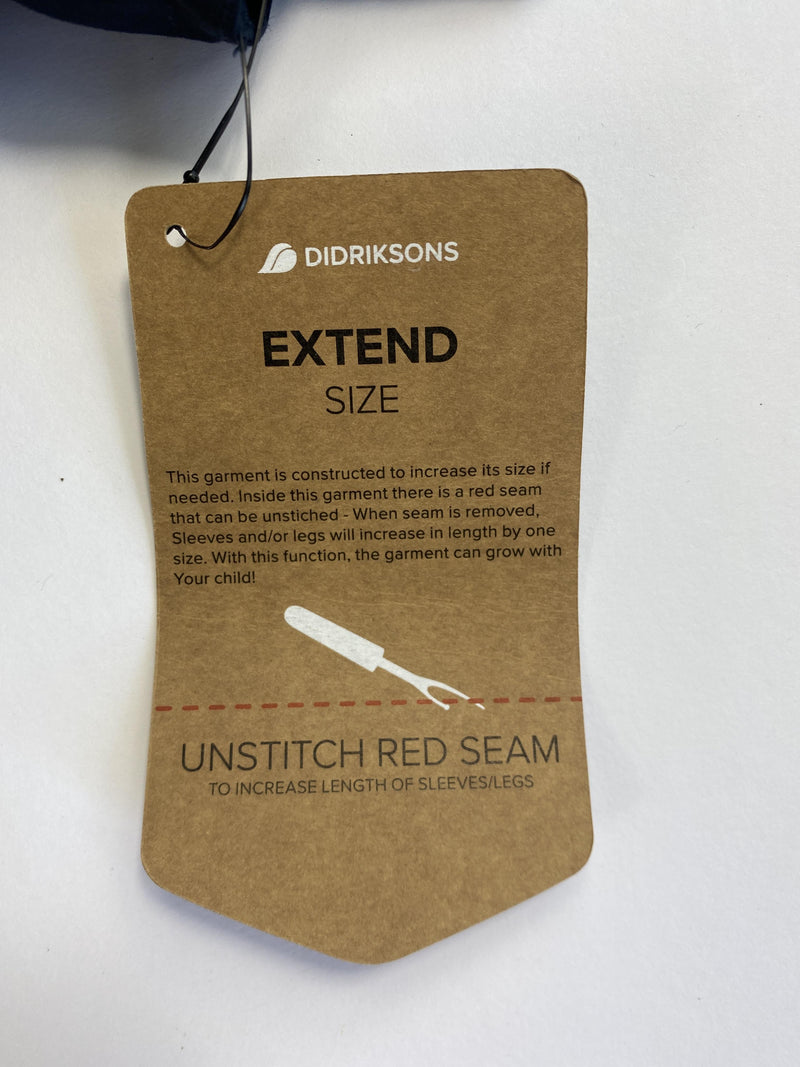 DIDRIKSONS
EXTEND
SIZE
This garment is constructed to increase its size if
needed. Inside this garment there is a red seam
that can be unstiched - When seam is removed,
Sleeves and/or legs will increase in length by one
size. With this function, the garment can grow with
Your child!
UNSTITCH RED SEAM
TO INCREASE LENGTH OF SLEEVES/LEGS